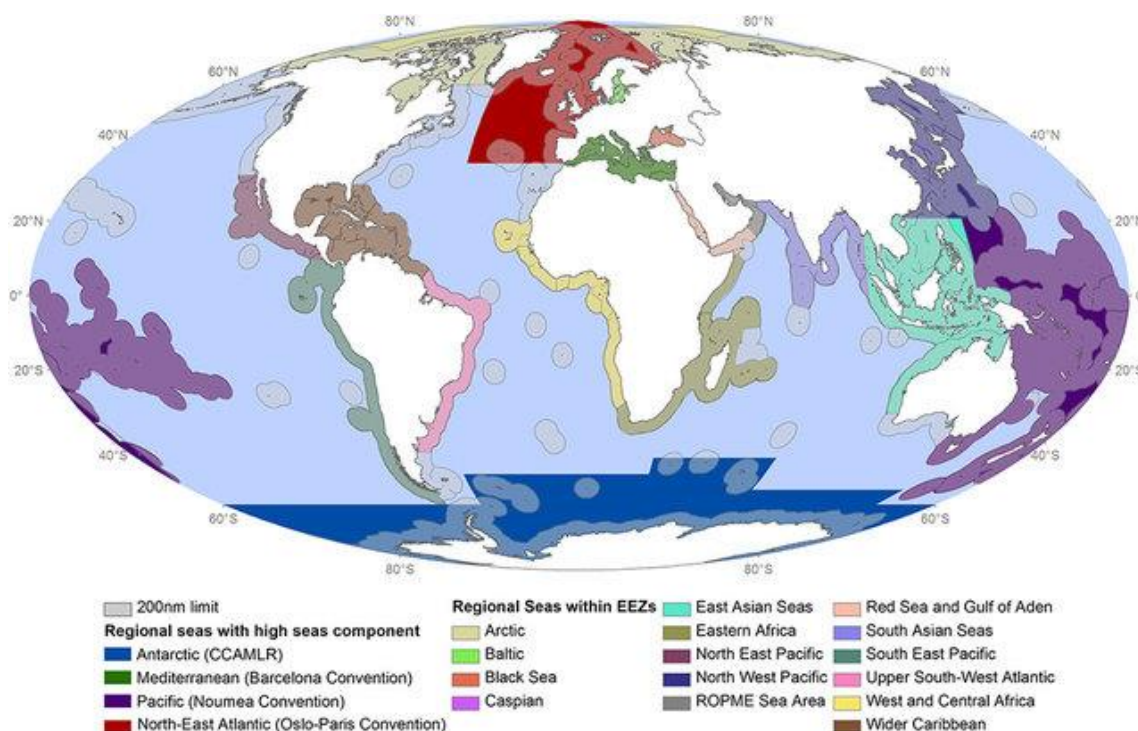 80°N 80°N
60°N 60°N
40°N 40°N
20°N 20°N
0° 0°
20°S 20°S
40°S 40°S
60°S 60°S
80°S 80°S
200nm limit
Regional seas with high seas component
Antarctic (CCAMLR)
Mediterranean (Barcelona Convention)
Pacific (Noumea Convention)
North-East Atlantic (Oslo-Paris Convention)
Regional Seas within EEZs
Arctic
Baltic
Black Sea
Caspian
East Asian Seas
Eastern Africa
North East Pacific
North West Pacific
ROPME Sea Area
Red Sea and Gulf of Aden
South Asian Seas
South East Pacific
Upper South-West Atlantic
West and Central Africa
Wider Caribbean